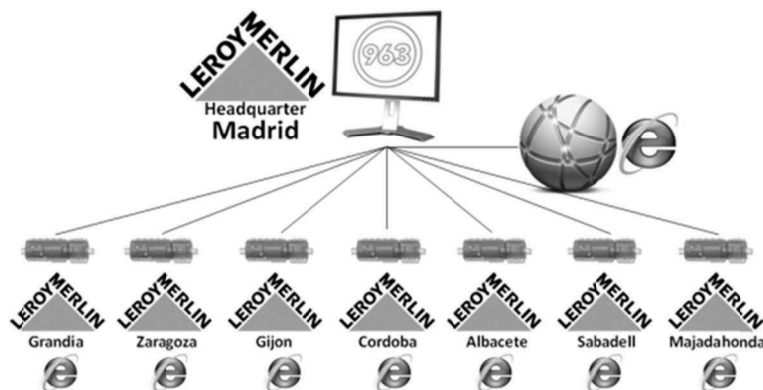 LEROY MERLIN
963
Headquarter
Madrid
LEROY MERLIN LEROY MERLIN LEROY MERLIN LEROY MERLIN LEROY MERLIN LEROY MERLIN LEROY MERLIN
Grandia Zaragoza Gijon Cordoba Albacete Sabadell Majadahonda